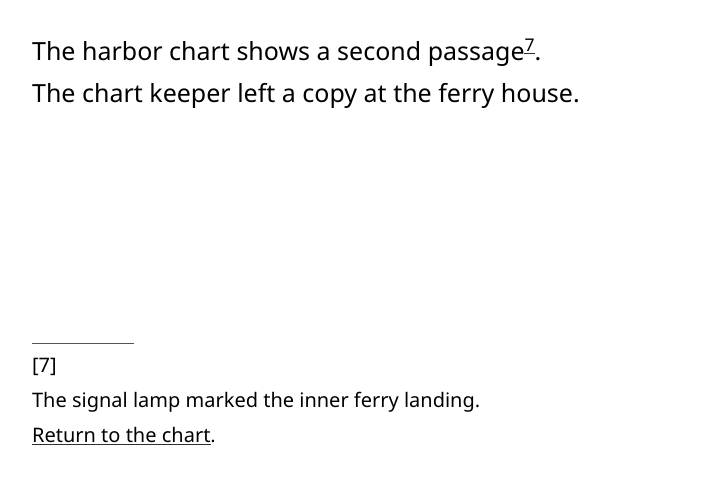 The harbor chart shows a second passage⁷.
The chart keeper left a copy at the ferry house.
[7]
The signal lamp marked the inner ferry landing.
Return to the chart.